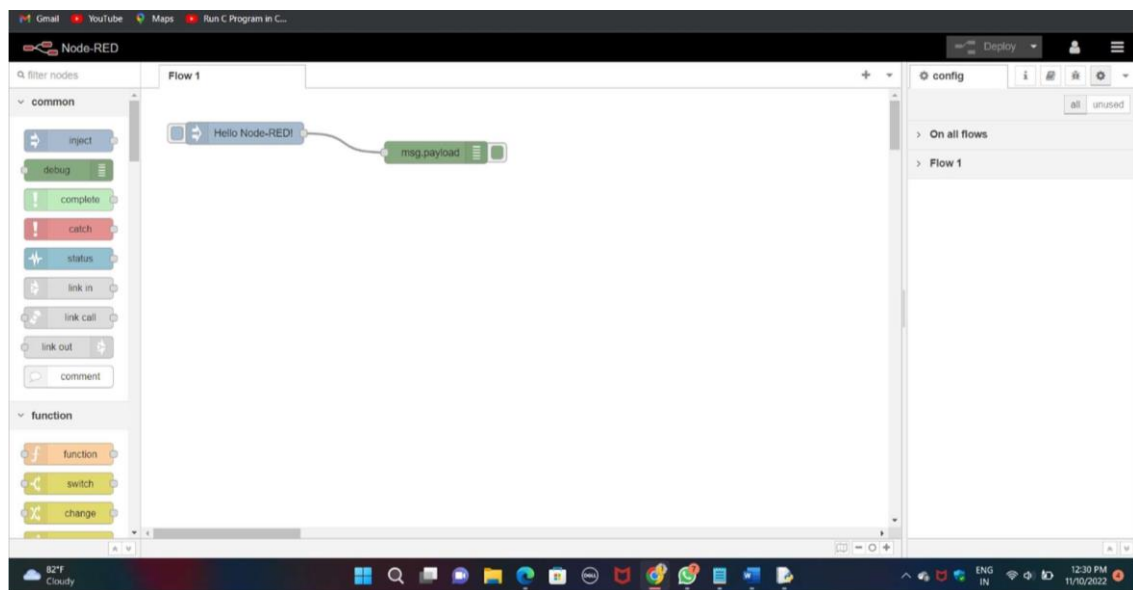 Gmail YouTube Maps Run C Program in C...
Node-RED Deploy
filter nodes Flow 1 config
all unused
common
On all flows
Flow 1
inject
debug
complete
catch
status
link in
link call
link out
comment
Hello Node-RED!
msg.payload
function
function
switch
change
82°F
Cloudy
ENG
IN
12:30 PM
11/10/2022